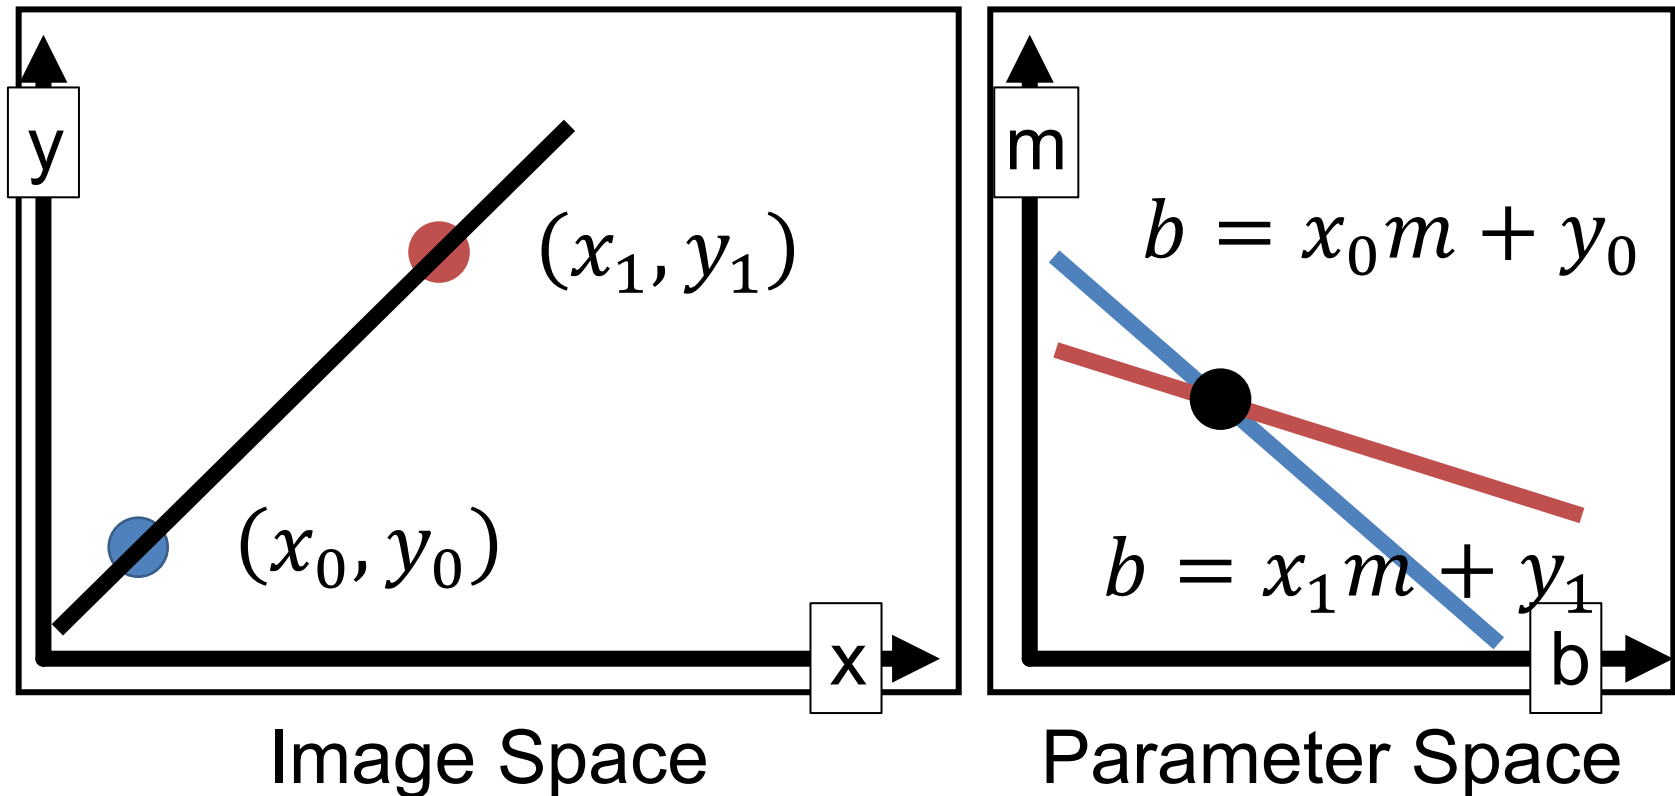 y
(x₁, y₁)
(x₀, y₀)
x
Image Space
m
b = x₀m + y₀
b = x₁m + y₁
b
Parameter Space